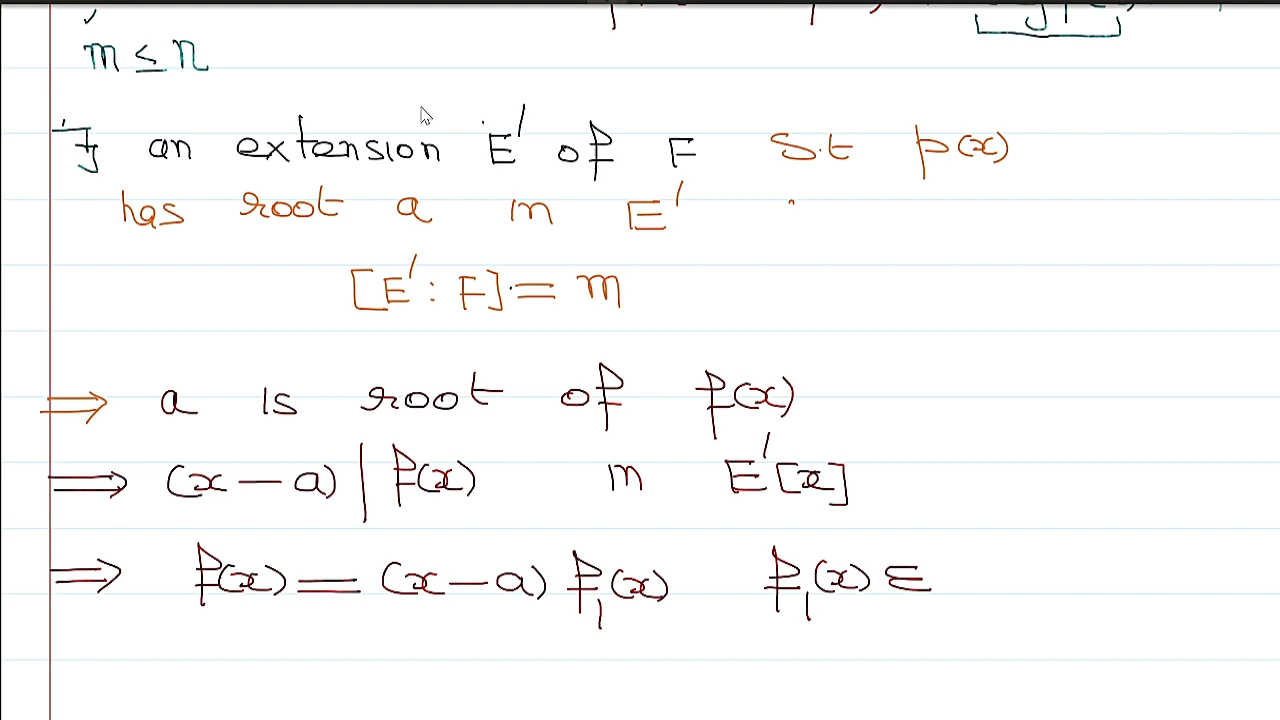 m ≤ n
∃ an extension E' of F s.t p(x)
has root a in E'
[E' : F] = m
⇒ a is root of f(x)
⇒ (x - a) | f(x) in E'[x]
⇒ f(x) = (x - a) f₁(x) f₁(x) ∈